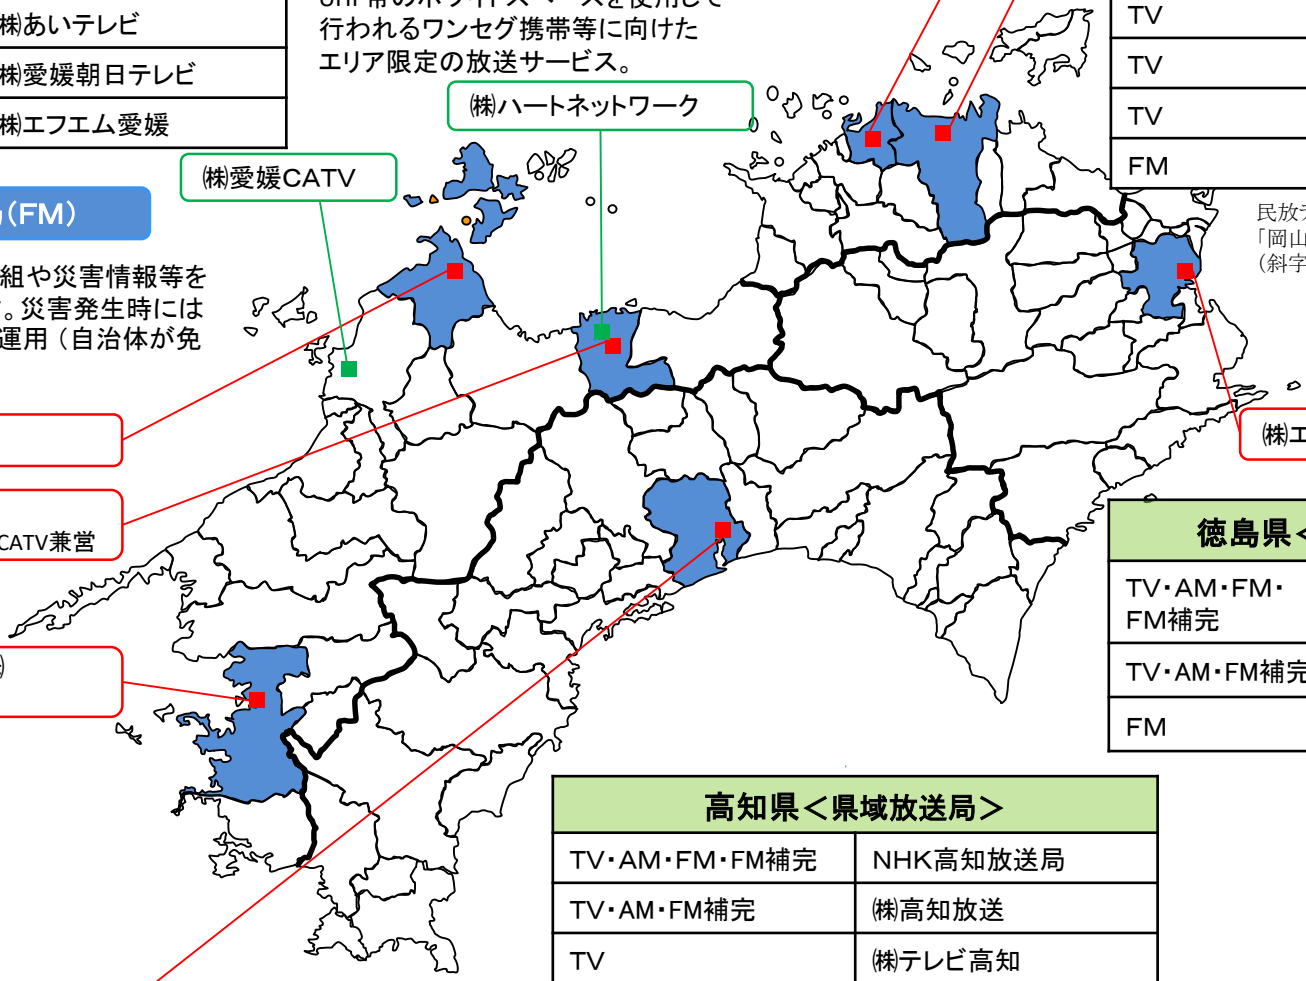 ㈱あいテレビ
㈱愛媛朝日テレビ
㈱エフエム愛媛
行われるワンセグ携帯等に向けた
エリア限定の放送サービス。
㈱ハートネットワーク
㈱愛媛CATV
(FM)
組や災害情報等を
。災害発生時には
運用（自治体が免
CATV兼営
TV
TV
TV
FM
民放
「岡山
（斜字
㈱エ
徳島県＜
TV・AM・FM・
FM補完
TV・AM・FM補完
FM
高知県＜県域放送局＞
TV・AM・FM・FM補完 NHK高知放送局
TV・AM・FM補完 ㈱高知放送
TV ㈱テレビ高知